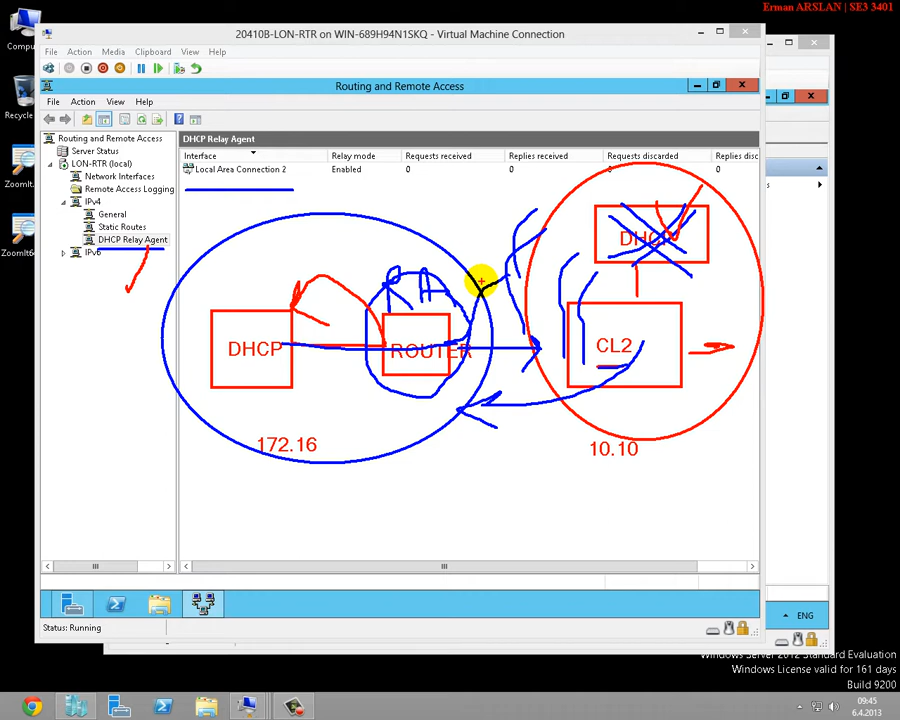 Erman ARSLAN | SE3 3401
Compu
20410B-LON-RTR on WIN-689H94N1SKQ - Virtual Machine Connection
File Action Media Clipboard View Help
Routing and Remote Access
File Action View Help
Recycle
Routing and Remote Access
Server Status
LON-RTR (local)
Network Interfaces
Remote Access Logging
IPv4
General
Static Routes
DHCP Relay Agent
IPv6
DHCP Relay Agent
Interface Relay mode Requests received Replies received Requests discarded Replies disc
Local Area Connection 2 Enabled 0 0 0 0
ZoomIt.
ZoomIt64
DHCP
RA
DHCP ROUTER CL2
172.16 10.10
ENG
Status: Running
Windows Server 2012 Standard Evaluation
Windows License valid for 161 days
Build 9200
09:45
6.4.2013